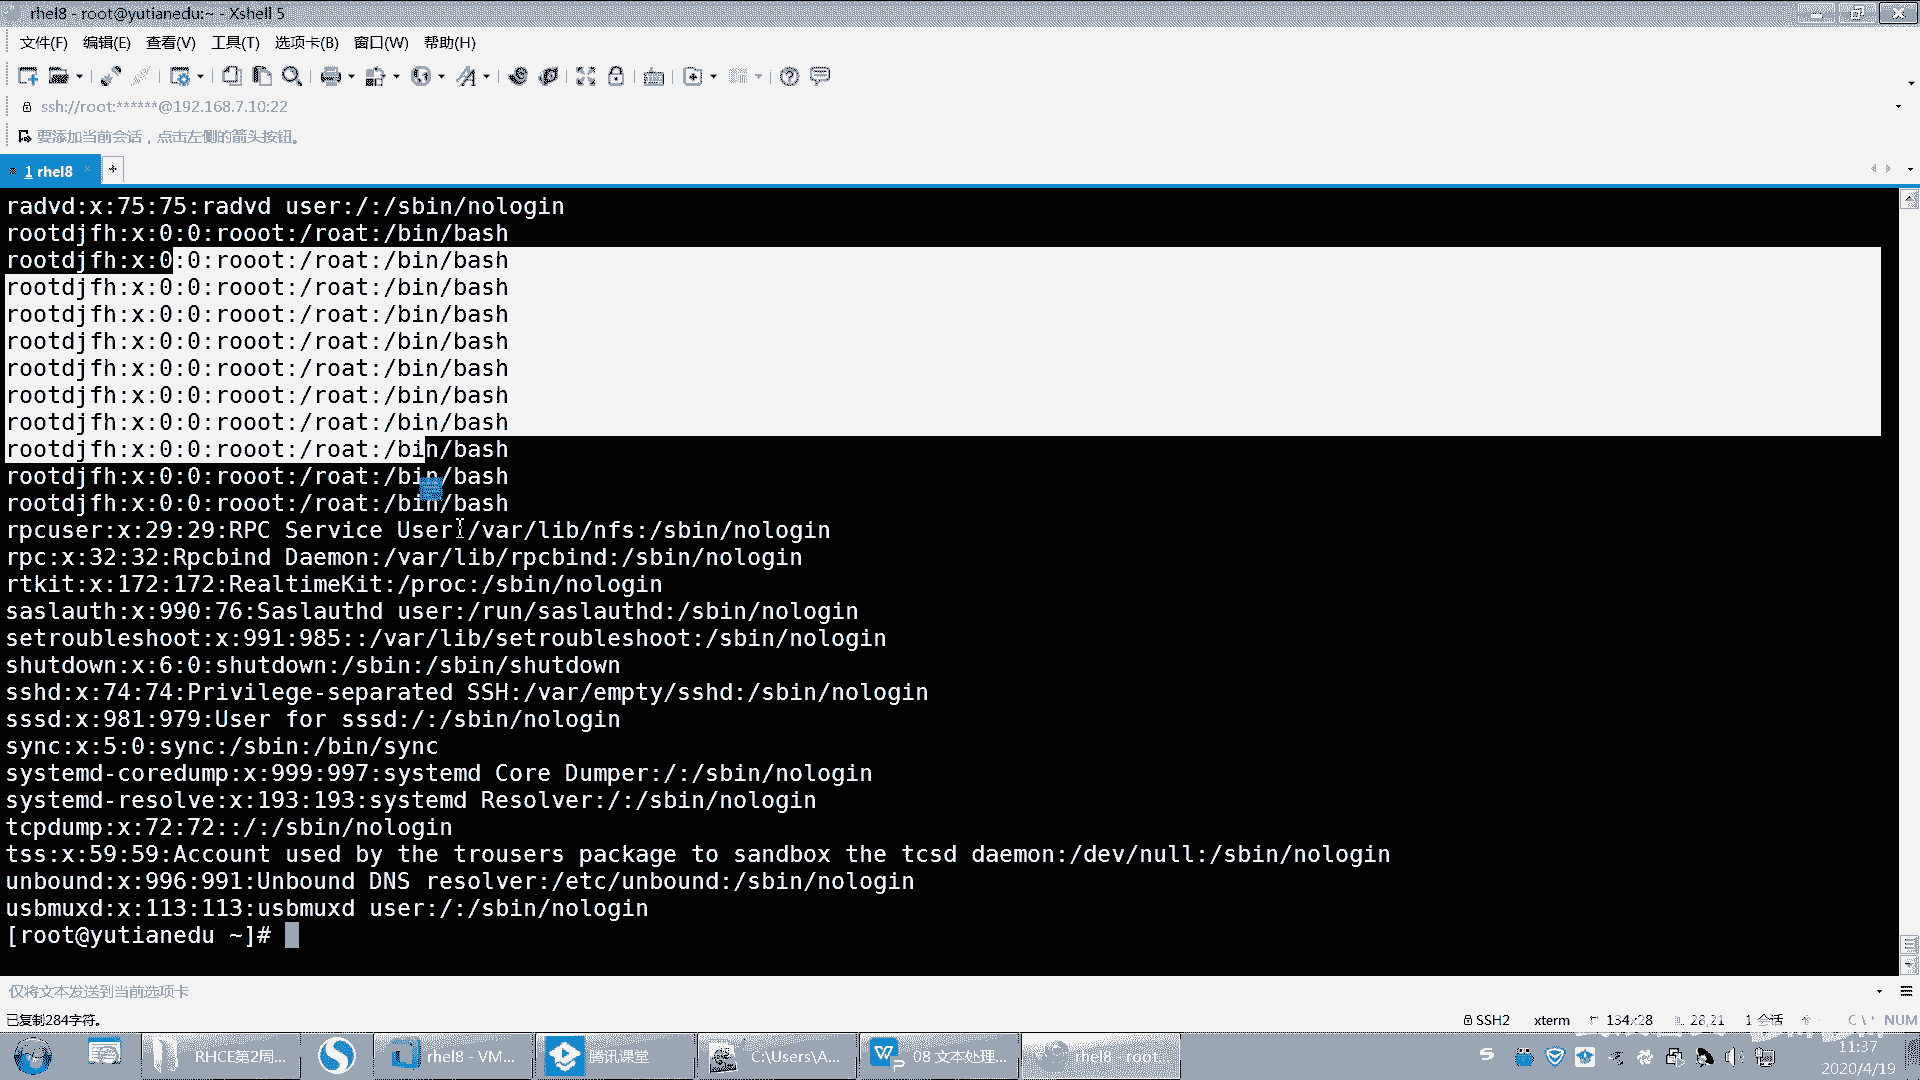 rhel8 - root@yutianedu:~ - Xshell 5
文件(F) 编辑(E) 查看(V) 工具(T) 选项卡(B) 窗口(W) 帮助(H)
ssh://root:******@192.168.7.10:22
要添加当前会话，点击左侧的箭头按钮。
1 rhel8
radvd:x:75:75:radvd user:/:/sbin/nologin
rootdjfh:x:0:0:rooot:/roat:/bin/bash
rootdjfh:x:0:0:rooot:/roat:/bin/bash
rootdjfh:x:0:0:rooot:/roat:/bin/bash
rootdjfh:x:0:0:rooot:/roat:/bin/bash
rootdjfh:x:0:0:rooot:/roat:/bin/bash
rootdjfh:x:0:0:rooot:/roat:/bin/bash
rootdjfh:x:0:0:rooot:/roat:/bin/bash
rootdjfh:x:0:0:rooot:/roat:/bin/bash
rootdjfh:x:0:0:rooot:/roat:/bin/bash
rootdjfh:x:0:0:rooot:/roat:/bin/bash
rootdjfh:x:0:0:rooot:/roat:/bin/bash
rpcuser:x:29:29:RPC Service User:/var/lib/nfs:/sbin/nologin
rpc:x:32:32:Rpcbind Daemon:/var/lib/rpcbind:/sbin/nologin
rtkit:x:172:172:RealtimeKit:/proc:/sbin/nologin
saslauth:x:990:76:Saslauthd user:/run/saslauthd:/sbin/nologin
setroubleshoot:x:991:985::/var/lib/setroubleshoot:/sbin/nologin
shutdown:x:6:0:shutdown:/sbin:/sbin/shutdown
sshd:x:74:74:Privilege-separated SSH:/var/empty/sshd:/sbin/nologin
sssd:x:981:979:User for sssd:/:/sbin/nologin
sync:x:5:0:sync:/sbin:/bin/sync
systemd-coredump:x:999:997:systemd Core Dumper:/:/sbin/nologin
systemd-resolve:x:193:193:systemd Resolver:/:/sbin/nologin
tcpdump:x:72:72::/:/sbin/nologin
tss:x:59:59:Account used by the trousers package to sandbox the tcsd daemon:/dev/null:/sbin/nologin
unbound:x:996:991:Unbound DNS resolver:/etc/unbound:/sbin/nologin
usbmuxd:x:113:113:usbmuxd user:/:/sbin/nologin
[root@yutianedu ~]#
仅将文本发送到当前选项卡
已复制284字符。 SSH2 xterm 134x28 28,21 1 会话 NUM
RHCE第2周... rhel8 - VM... 腾讯课堂 C:\Users\A... 08 文本处理... rhel8 - root...
11:37
2020/4/19